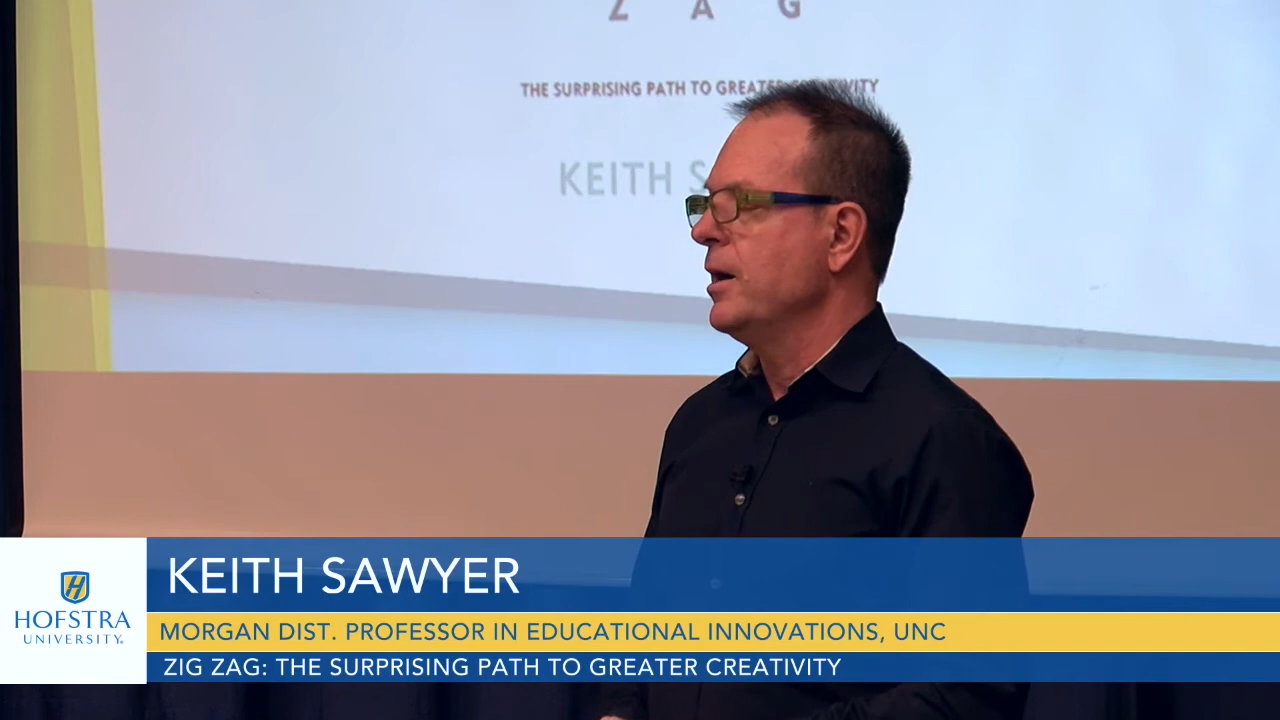 Z A G
THE SURPRISING PATH TO GREATER CREATIVITY
KEITH S
KEITH SAWYER
H
HOFSTRA
UNIVERSITY®
MORGAN DIST. PROFESSOR IN EDUCATIONAL INNOVATIONS, UNC
ZIG ZAG: THE SURPRISING PATH TO GREATER CREATIVITY